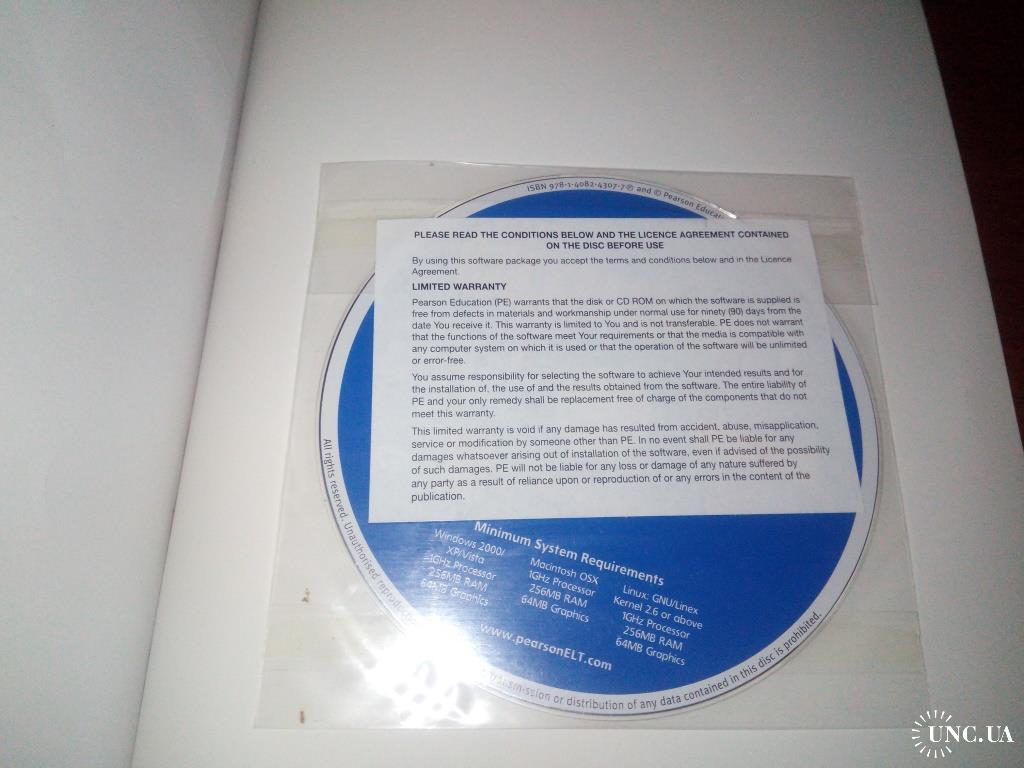 ISBN 978-1-4082-4307-7 ℗ and © Pearson
PLEASE READ THE CONDITIONS BELOW AND THE LICENCE AGREEMENT CONTAINED
ON THE DISC BEFORE USE
By using this software package you accept the terms and conditions below and in the Licence
Agreement.
LIMITED WARRANTY
Pearson Education (PE) warrants that the disk or CD ROM on which the software is supplied is
free from defects in materials and workmanship under normal use for ninety (90) days from the
date You receive it. This warranty is limited to You and is not transferable. PE does not warrant
that the functions of the software meet Your requirements or that the media is compatible with
any computer system on which it is used or that the operation of the software will be unlimited
or error-free.
You assume responsibility for selecting the software to achieve Your intended results and for
the installation of, the use of and the results obtained from the software. The entire liability of
PE and your only remedy shall be replacement free of charge of the components that do not
meet this warranty.
This limited warranty is void if any damage has resulted from accident, abuse, misapplication,
service or modification by someone other than PE. In no event shall PE be liable for any
damages whatsoever arising out of installation of the software, even if advised of the possibility
of such damages. PE will not be liable for any loss or damage of any nature suffered by
any party as a result of reliance upon or reproduction of or any errors in the content of the
publication.
Minimum System Requirements
Windows 2000/
XP/Vista
1GHz Processor
256MB RAM
64MB Graphics
Macintosh OSX
1GHz Processor
256MB RAM
64MB Graphics
Linux: GNU/Linex
Kernel 2.6 or above
1GHz Processor
256MB RAM
64MB Graphics
www.pearsonELT.com
All rights reserved. Unauthorised
or distribution of any data contained in this disc is prohibited.
UNC.UA